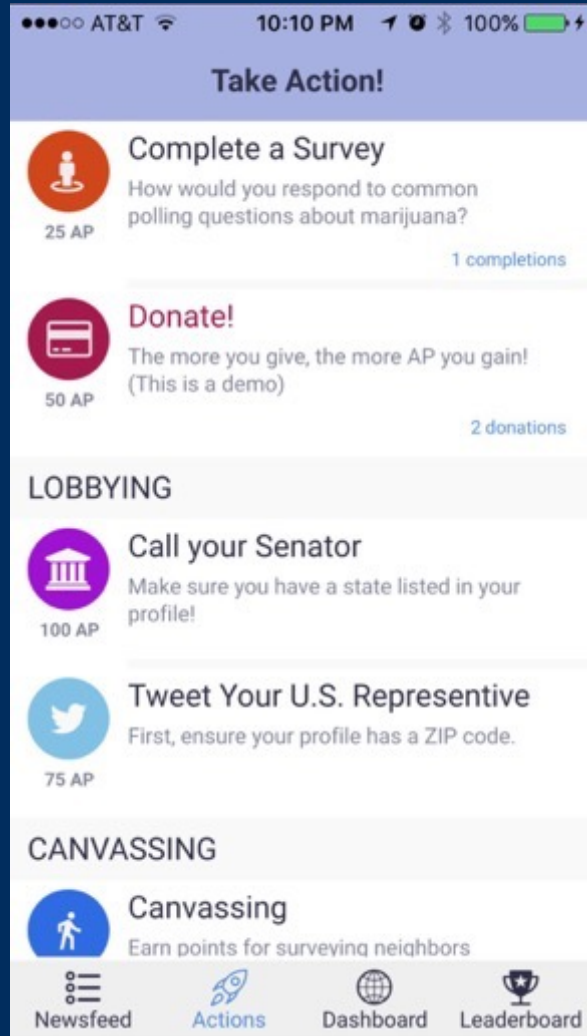 AT&T 10:10 PM 100%
Take Action!
Complete a Survey
How would you respond to common
polling questions about marijuana?
25 AP
1 completions
Donate!
The more you give, the more AP you gain!
(This is a demo)
50 AP
2 donations
LOBBYING
Call your Senator
Make sure you have a state listed in your
profile!
100 AP
Tweet Your U.S. Representive
First, ensure your profile has a ZIP code.
75 AP
CANVASSING
Canvassing
Earn points for surveying neighbors
Newsfeed Actions Dashboard Leaderboard